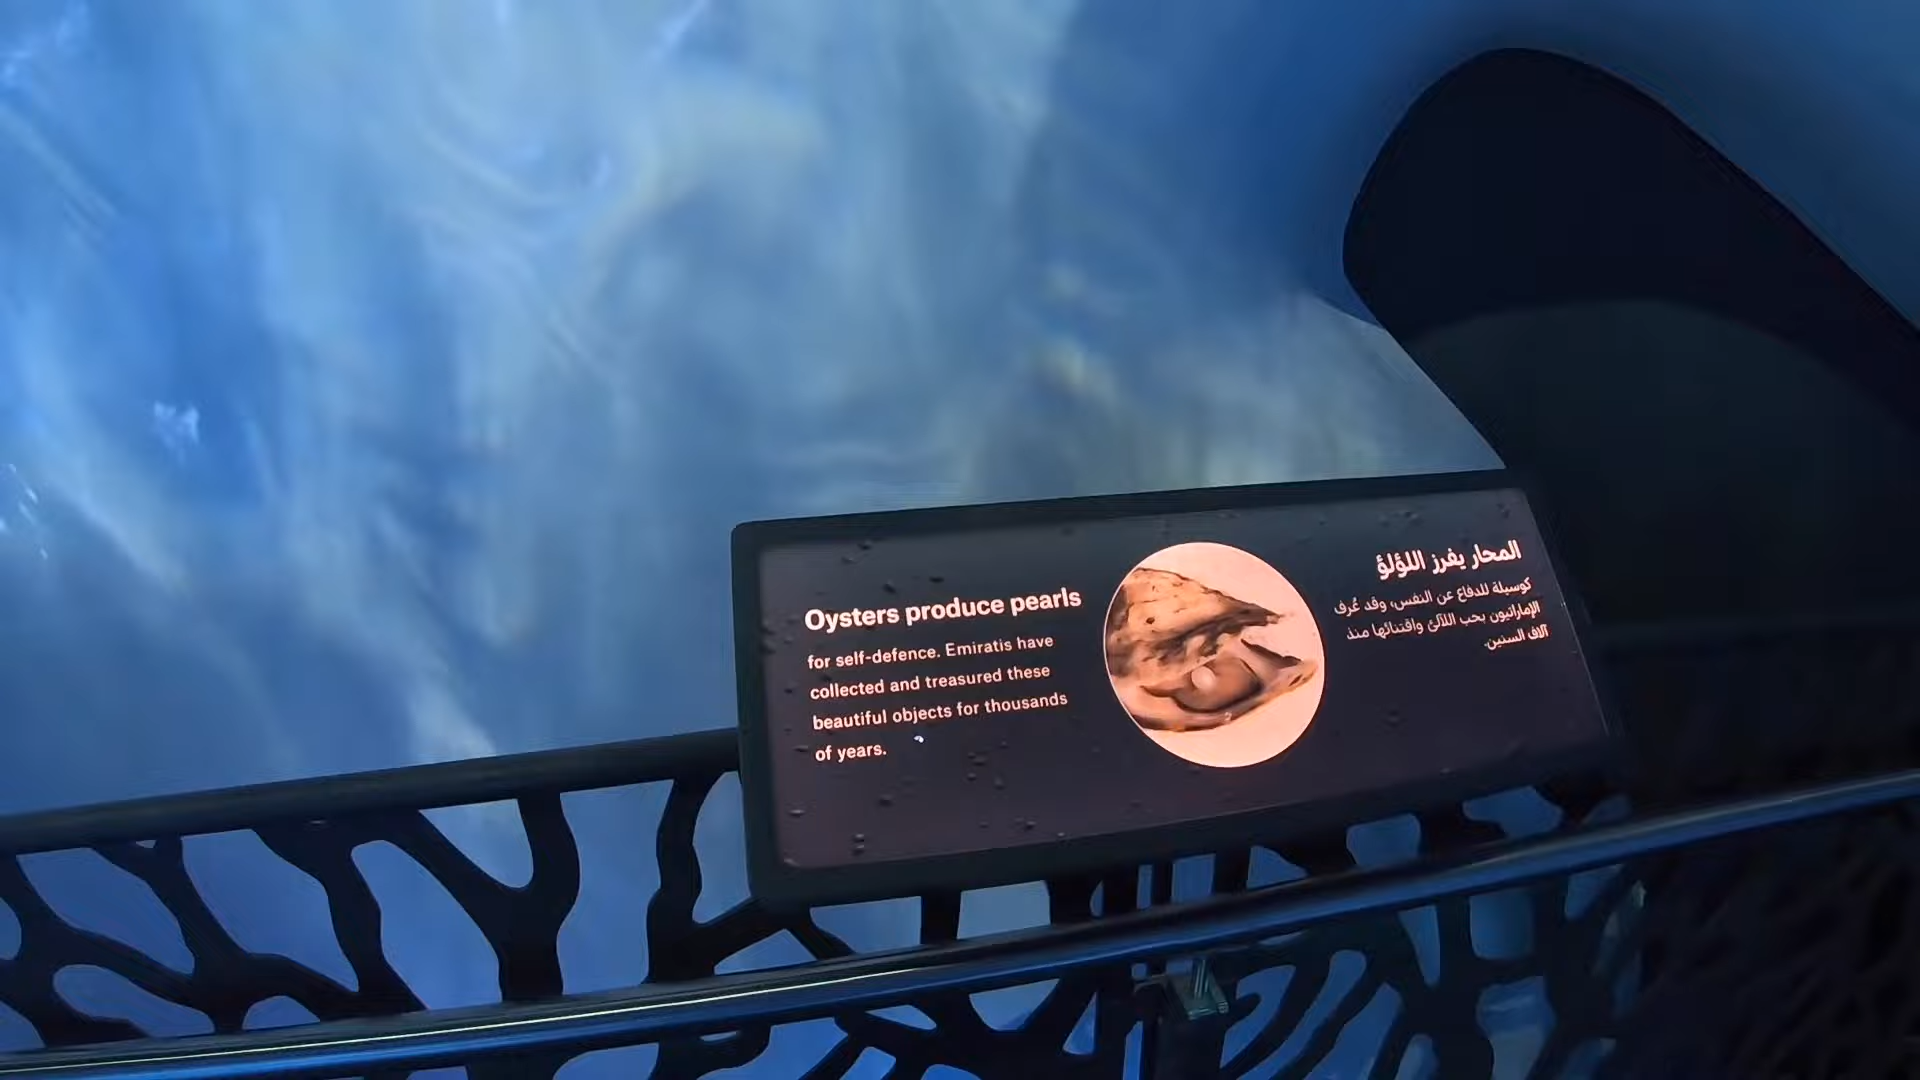 Oysters produce pearls
for self-defence. Emiratis have
collected and treasured these
beautiful objects for thousands
of years.
المحار يفرز اللؤلؤ
كوسيلة للدفاع عن النفس، وقد عُرف
الإماراتيون بحب اللآلئ واقتنائها منذ
آلاف السنين.